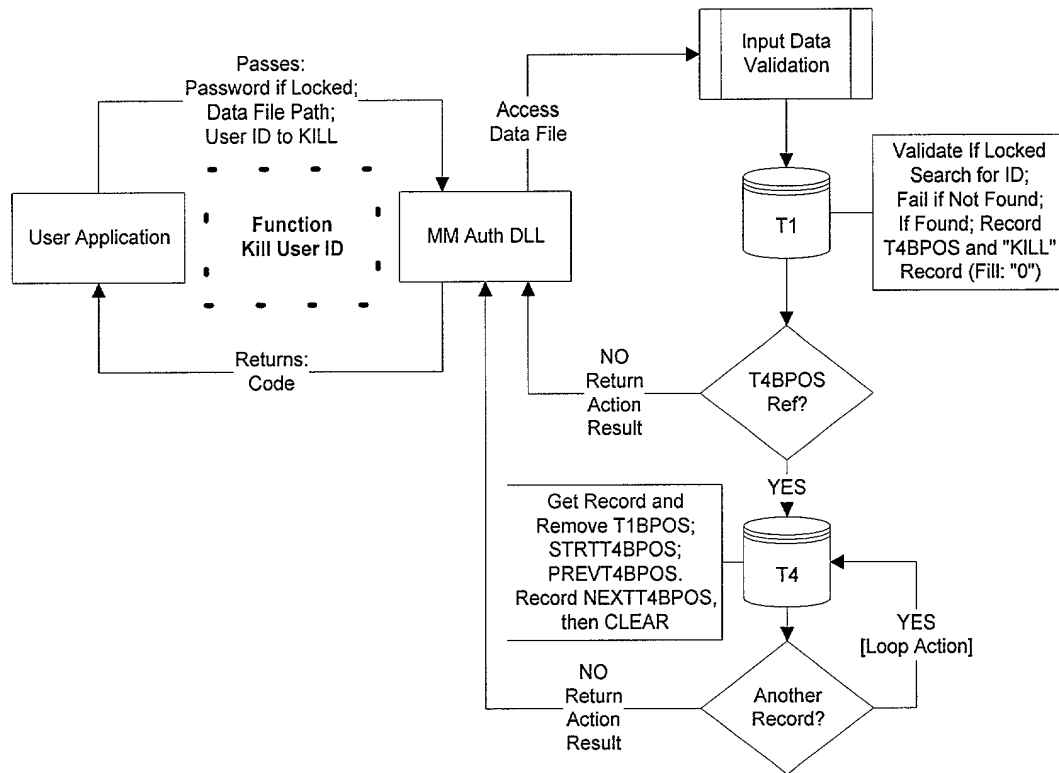 Passes:
Password if Locked;
Data File Path;
User ID to KILL
User Application
Function
Kill User ID
MM Auth DLL
Returns:
Code
Access
Data File
Input Data
Validation
T1
Validate If Locked
Search for ID;
Fail if Not Found;
If Found; Record
T4BPOS and "KILL"
Record (Fill: "0")
T4BPOS
Ref?
NO
Return
Action
Result
YES
Get Record and
Remove T1BPOS;
STRTT4BPOS;
PREVT4BPOS.
Record NEXTT4BPOS,
then CLEAR
T4
YES
[Loop Action]
Another
Record?
NO
Return
Action
Result